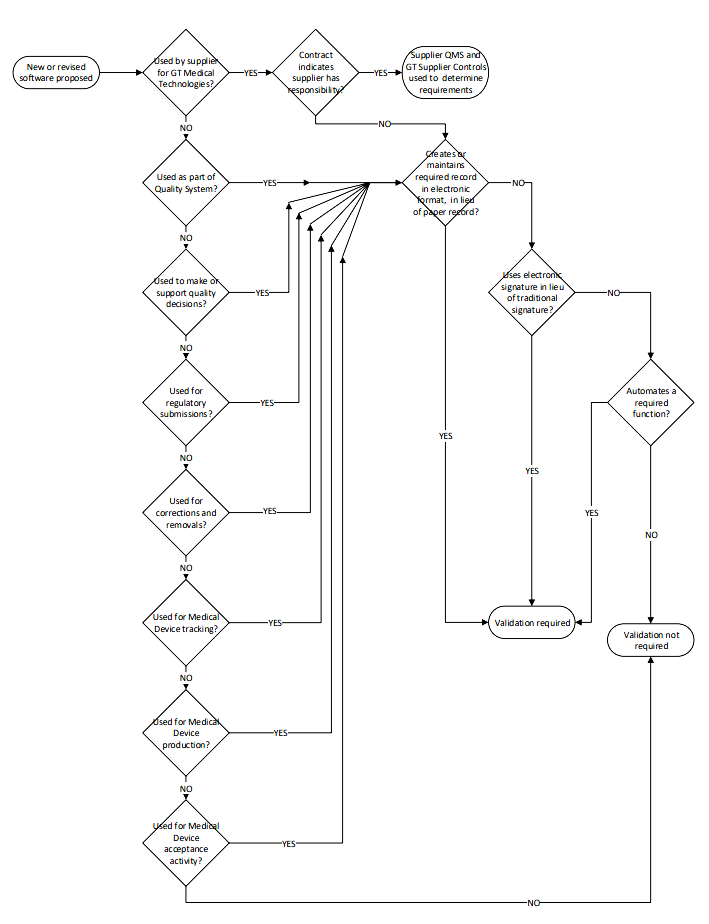 New or revised
software proposed
Used by supplier
for GT Medical
Technologies?
YES
Contract
indicates
supplier has
responsibility?
YES
Supplier QMS and
GT Supplier Controls
used to determine
requirements
NO
NO
Used as part of
Quality System?
YES
Creates or
maintains
required record
in electronic
format, in lieu
of paper record?
NO
NO
Used to make or
support quality
decisions?
YES
Uses electronic
signature in lieu
of traditional
signature?
NO
NO
Used for
regulatory
submissions?
YES
Automates a
required
function?
YES
NO
YES
Used for
corrections and
removals?
YES
YES
NO
NO
Used for Medical
Device tracking?
YES
Validation required
Validation not
required
NO
Used for Medical
Device
production?
YES
NO
Used for Medical
Device
acceptance
activity?
YES
NO